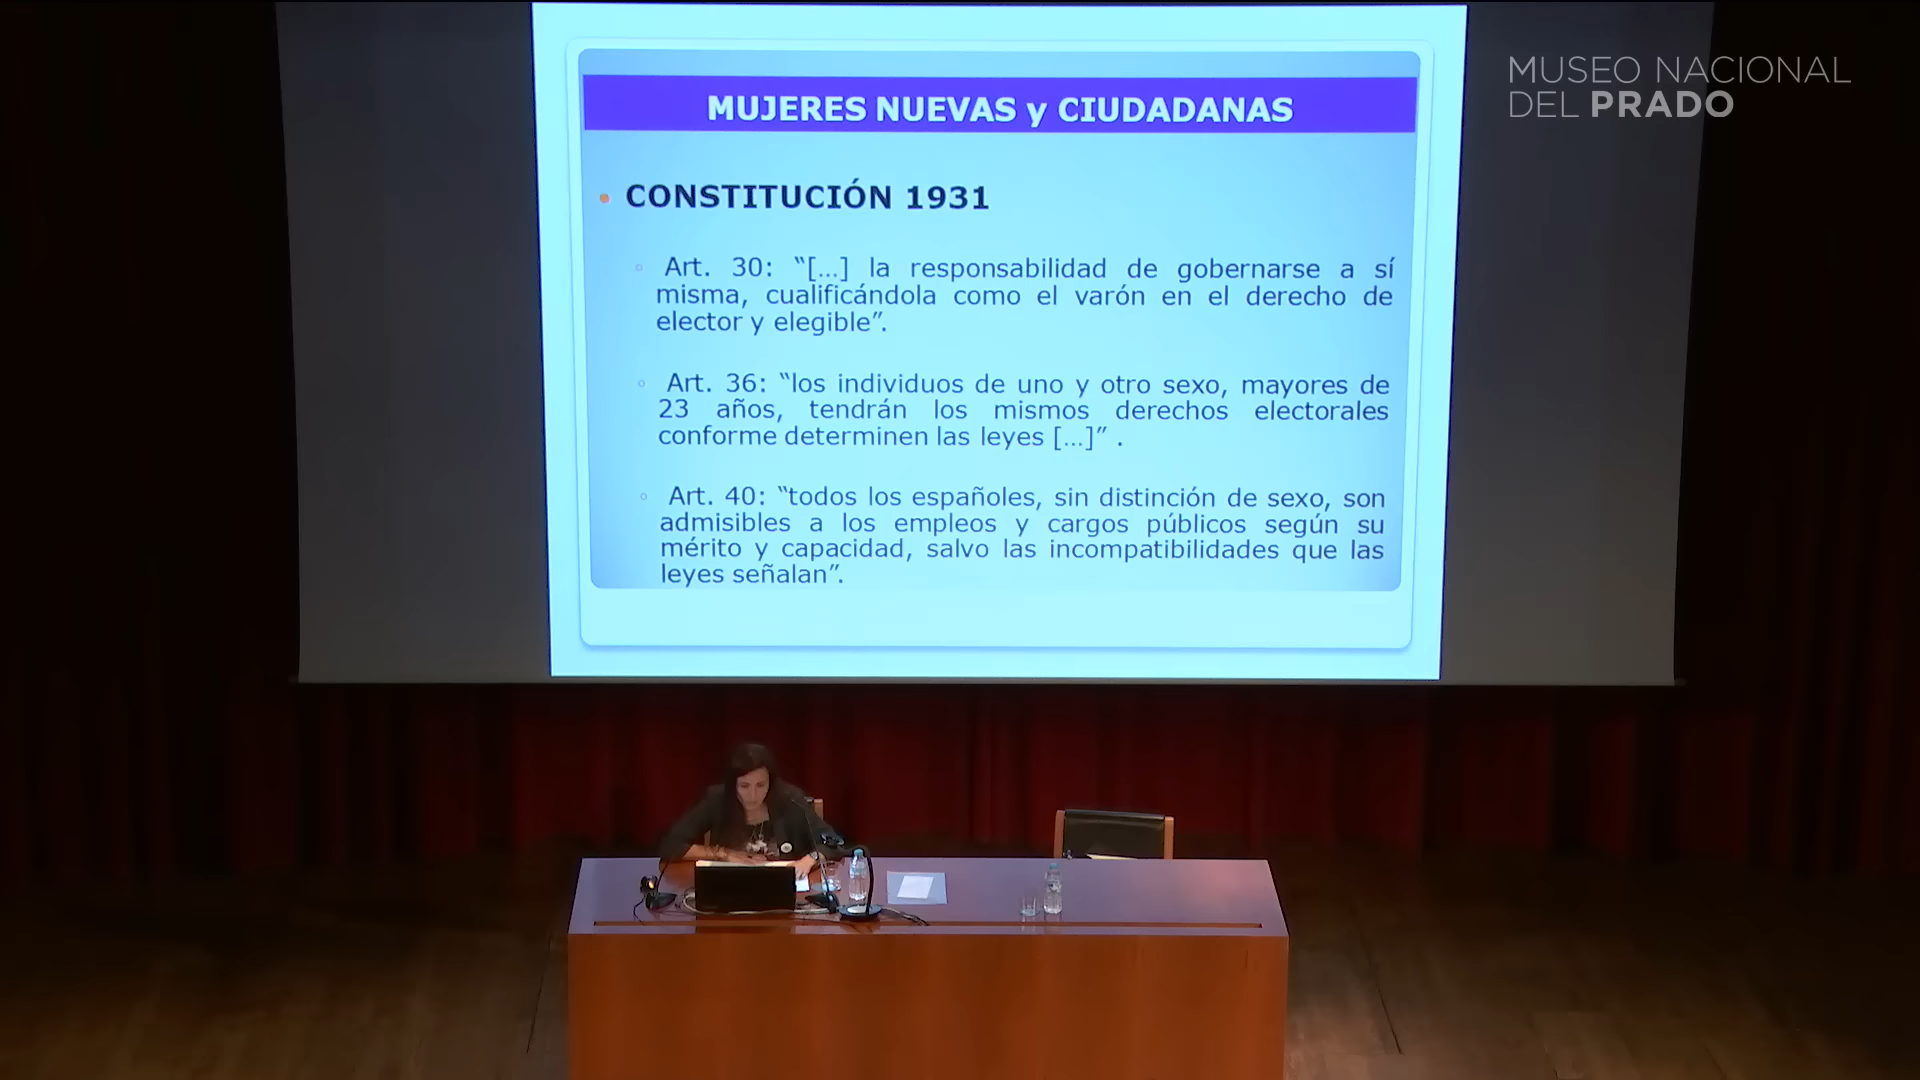 MUSEO NACIONAL
DEL PRADO
MUJERES NUEVAS y CIUDADANAS
CONSTITUCIÓN 1931
Art. 30: “[...] la responsabilidad de gobernarse a sí
misma, cualificándola como el varón en el derecho de
elector y elegible”.
Art. 36: “los individuos de uno y otro sexo, mayores de
23 años, tendrán los mismos derechos electorales
conforme determinen las leyes [...]” .
Art. 40: “todos los españoles, sin distinción de sexo, son
admisibles a los empleos y cargos públicos según su
mérito y capacidad, salvo las incompatibilidades que las
leyes señalan”.